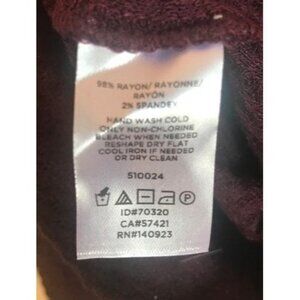 98% RAYON/ RAYONNE/
RAYÓN
2% SPANDEX
HAND WASH COLD
ONLY NON-CHLORINE
BLEACH WHEN NEEDED
RESHAPE DRY FLAT
COOL IRON IF NEEDED
OR DRY CLEAN
510024
ID#70320
CA#57421
RN#140923